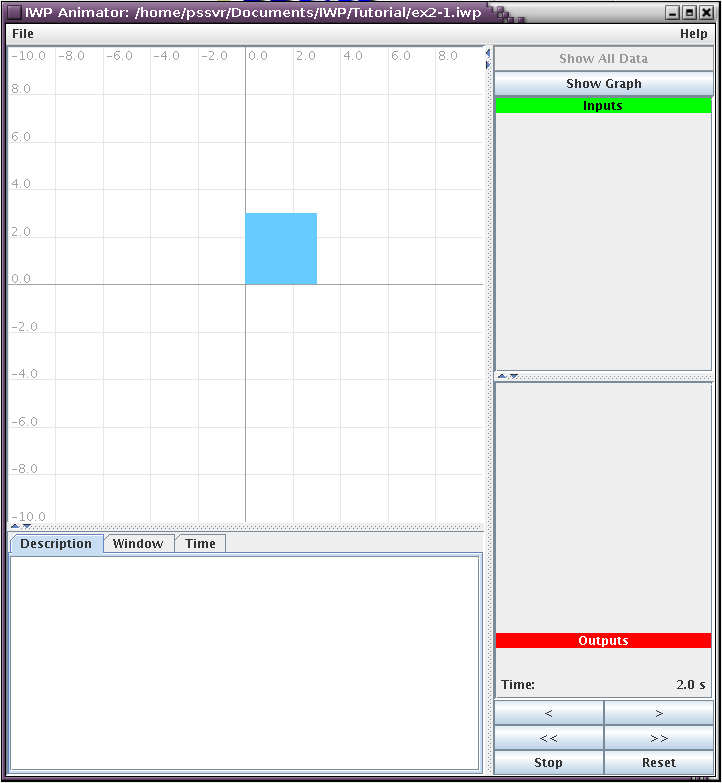 IWP Animator: /home/pssvr/Documents/IWP/Tutorial/ex2-1.iwp
File Help
-10.0 -8.0 -6.0 -4.0 -2.0 0.0 2.0 4.0 6.0 8.0
8.0
6.0
4.0
2.0
0.0
-2.0
-4.0
-6.0
-8.0
-10.0
Show All Data
Show Graph
Inputs
Outputs
Time: 2.0 s
< >
<< >>
Stop Reset
Description Window Time